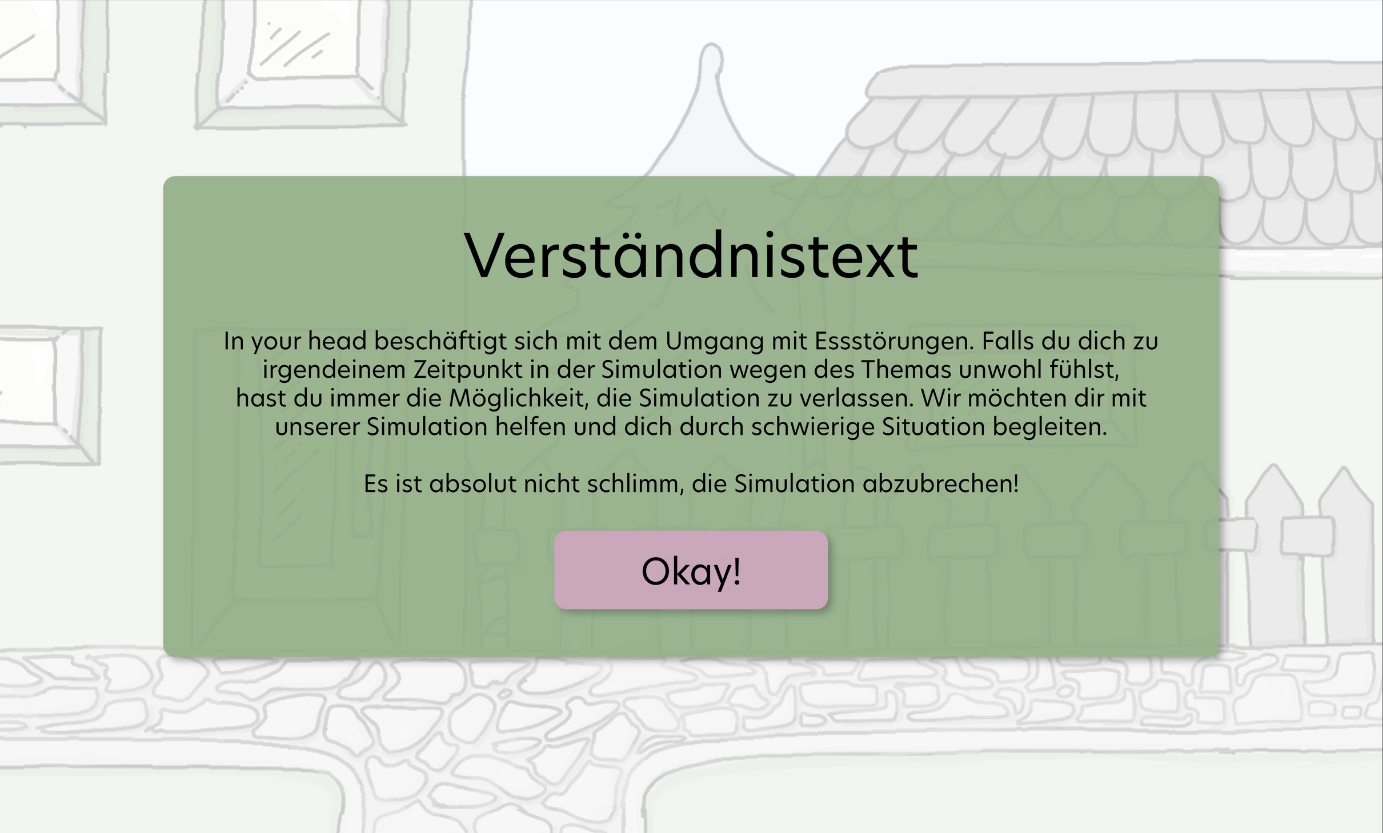 Verständnistext
In your head beschäftigt sich mit dem Umgang mit Essstörungen. Falls du dich zu
irgendeinem Zeitpunkt in der Simulation wegen des Themas unwohl fühlst,
hast du immer die Möglichkeit, die Simulation zu verlassen. Wir möchten dir mit
unserer Simulation helfen und dich durch schwierige Situation begleiten.
Es ist absolut nicht schlimm, die Simulation abzubrechen!
Okay!